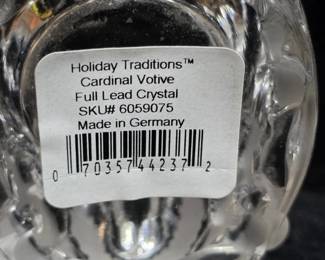 Holiday Traditions™
Cardinal Votive
Full Lead Crystal
SKU# 6059075
Made in Germany
0 70357 44237 2